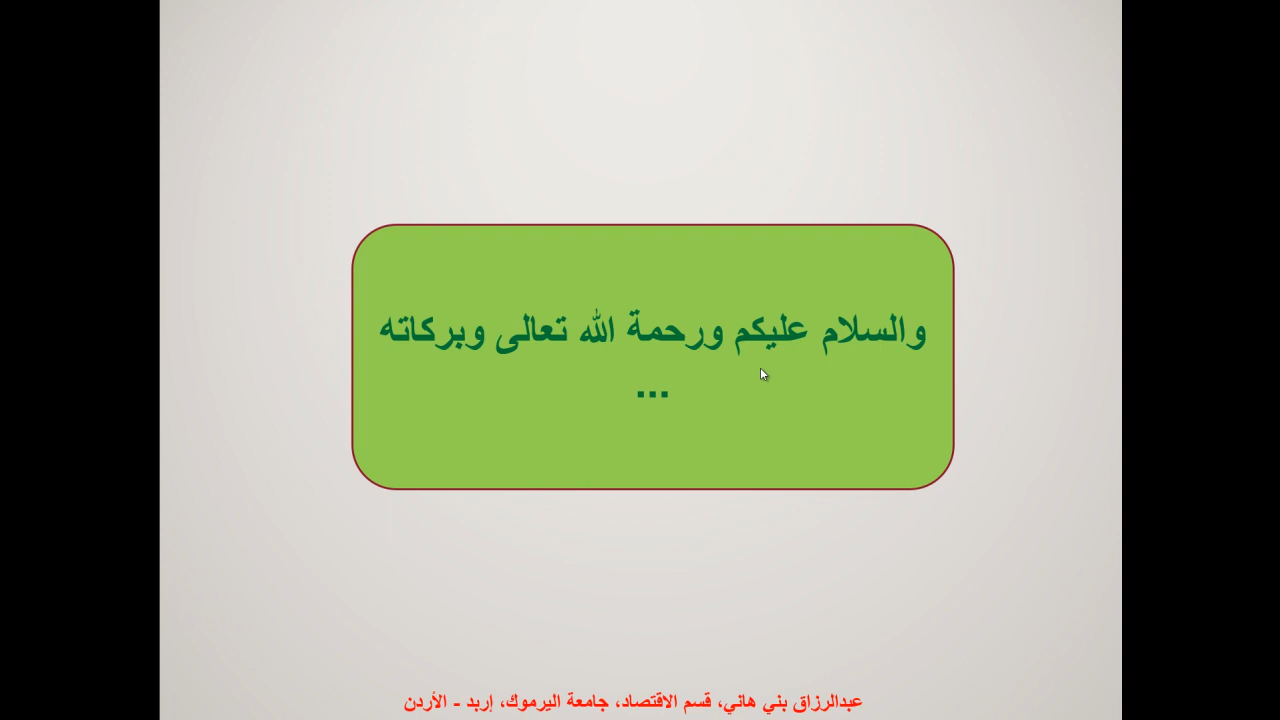 والسلام عليكم ورحمة الله تعالى وبركاته
...
عبدالرزاق بني هاني، قسم الاقتصاد، جامعة اليرموك، إربد - الأردن